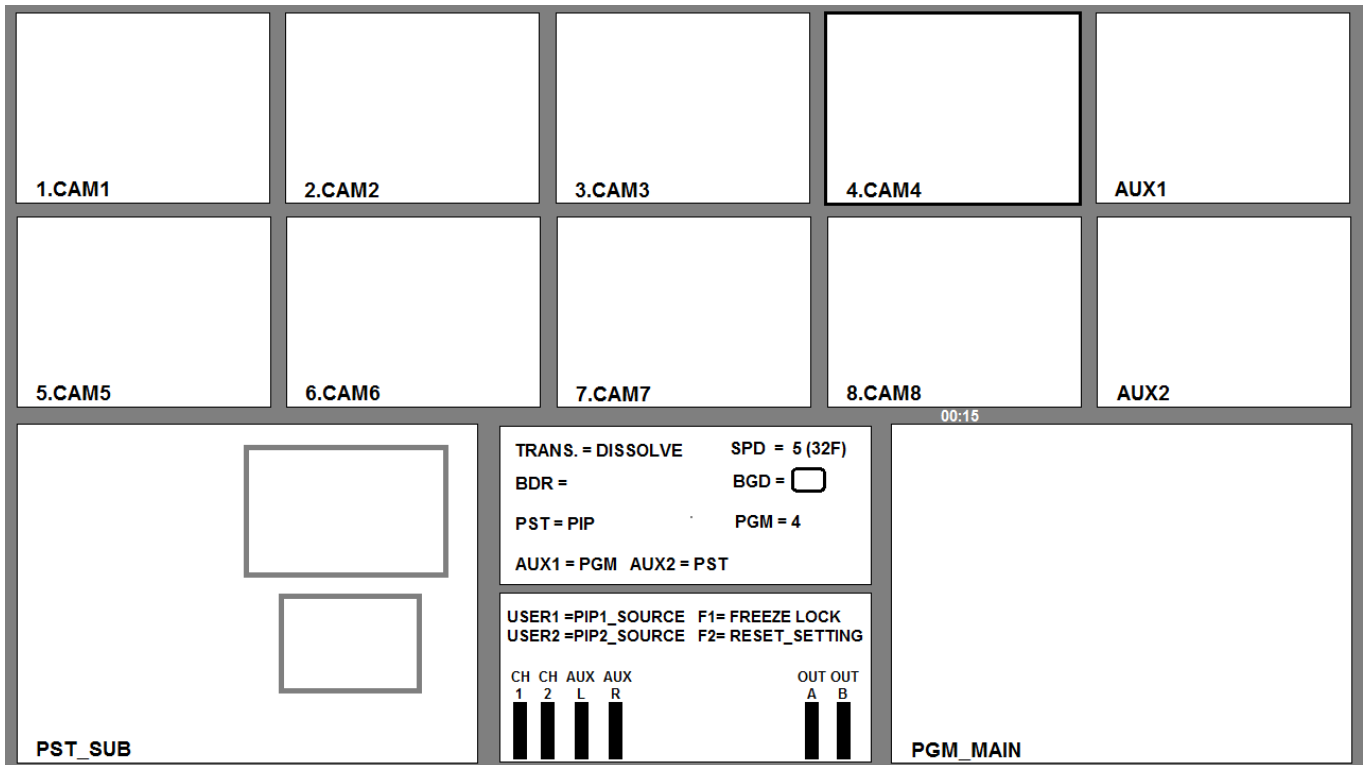 1.CAM1
2.CAM2
3.CAM3
4.CAM4
AUX1
5.CAM5
6.CAM6
7.CAM7
8.CAM8
AUX2
00:15
TRANS. = DISSOLVE SPD = 5 (32F)
BDR = BGD =
PST = PIP PGM = 4
AUX1 = PGM AUX2 = PST
USER1 =PIP1_SOURCE F1= FREEZE LOCK
USER2 =PIP2_SOURCE F2= RESET_SETTING
CH CH AUX AUX OUT OUT
1 2 L R A B
PST_SUB
PGM_MAIN